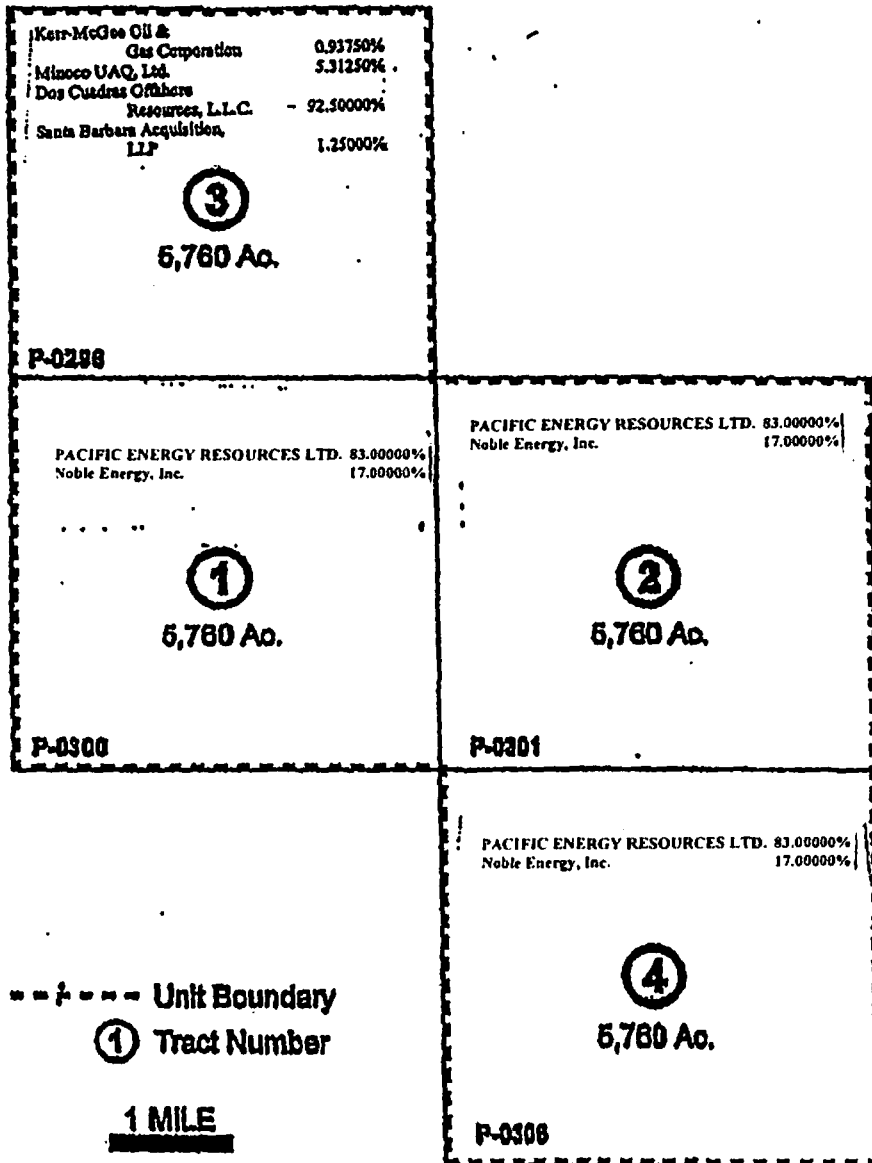 Kerr-McGee Oil &
Gas Corporation 0.93750%
Minoco UAQ, Ltd. 5.31250%
Dos Cuadras Offshore
Resources, L.L.C. - 92.50000%
Santa Barbara Acquisition,
LLP 1.25000%
3
5,760 Ac.
PACIFIC ENERGY RESOURCES LTD. 83.00000%
Noble Energy, Inc. 17.00000%
1
5,760 Ac.
P-0300
PACIFIC ENERGY RESOURCES LTD. 83.00000%
Noble Energy, Inc. 17.00000%
2
5,760 Ac.
P-0301
PACIFIC ENERGY RESOURCES LTD. 83.00000%
Noble Energy, Inc. 17.00000%
4
5,760 Ac.
P-0306
Unit Boundary
1 Tract Number
1 MILE